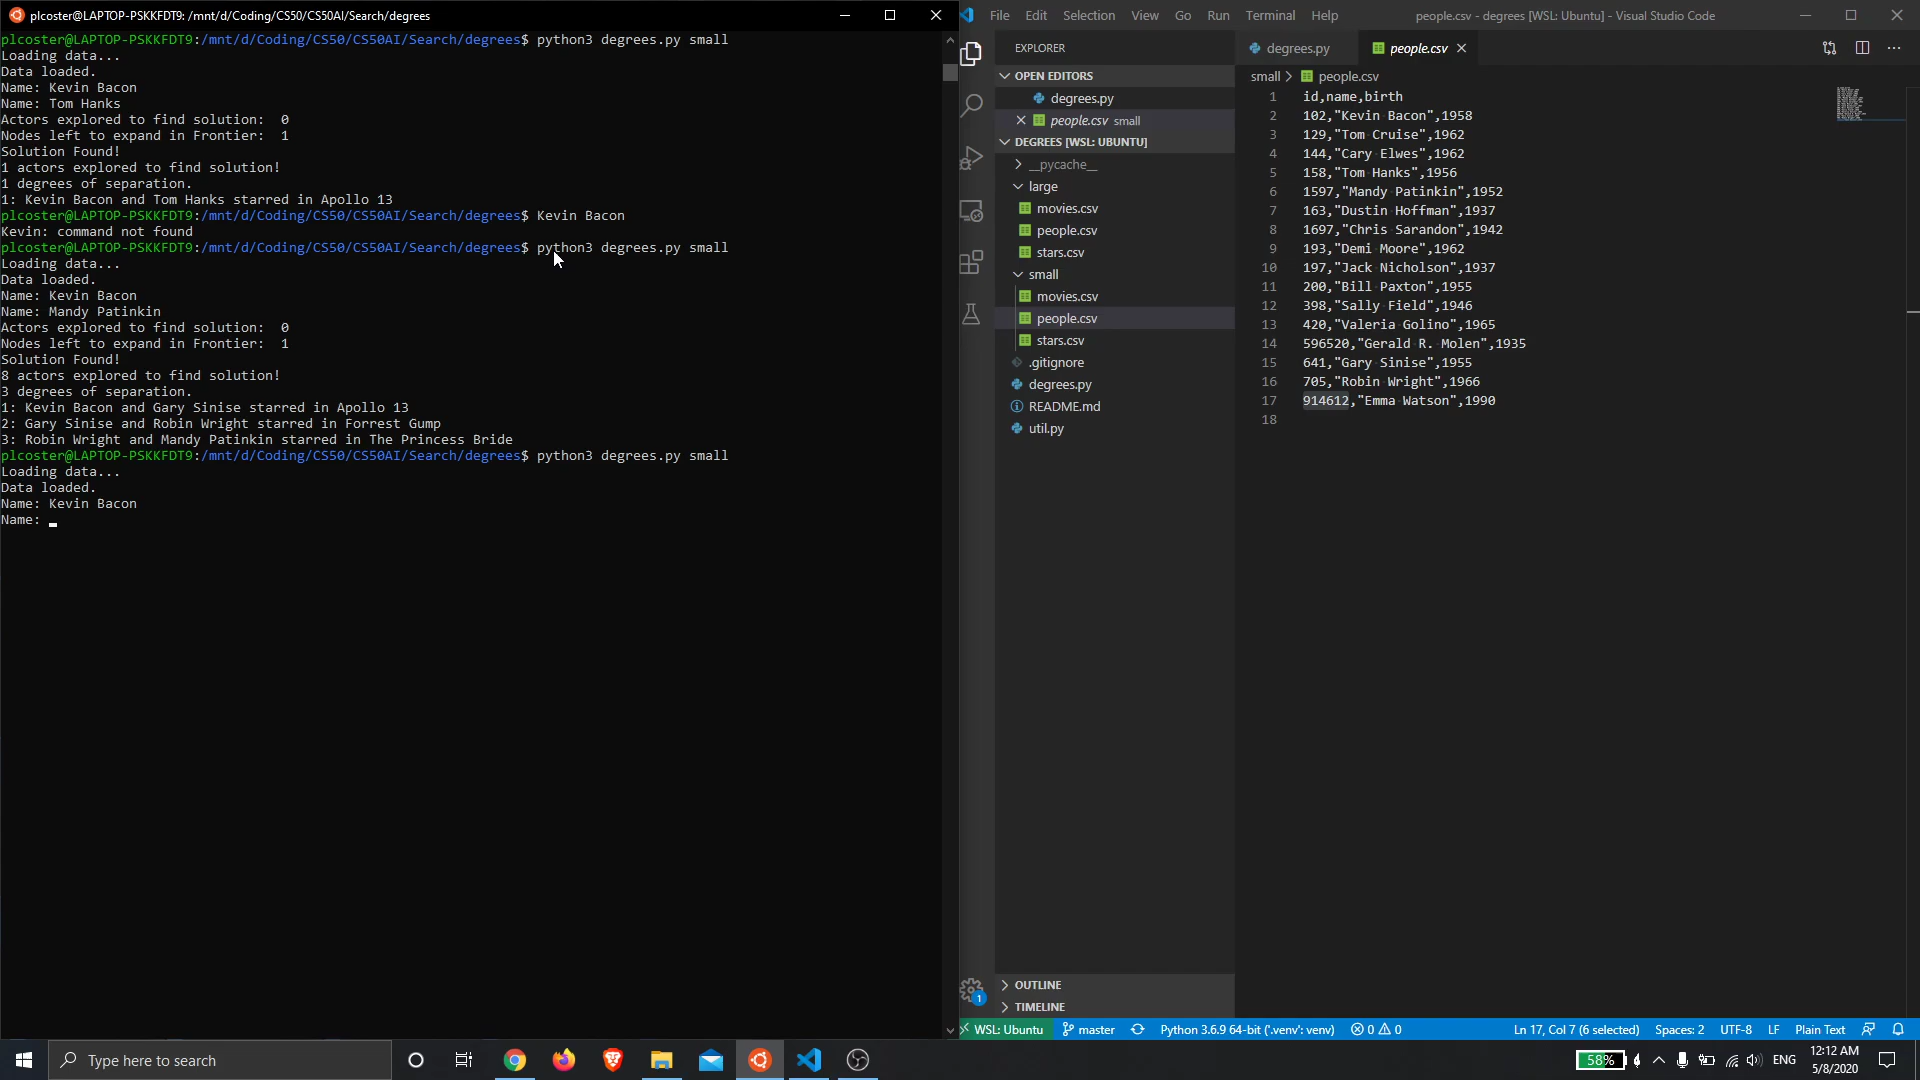 plcoster@LAPTOP-PSKKFDT9: /mnt/d/Coding/CS50/CS50AI/Search/degrees
plcoster@LAPTOP-PSKKFDT9:/mnt/d/Coding/CS50/CS50AI/Search/degrees$ python3 degrees.py small
Loading data...
Data loaded.
Name: Kevin Bacon
Name: Tom Hanks
Actors explored to find solution:  0
Nodes left to expand in Frontier:  1
Solution Found!
1 actors explored to find solution!
1 degrees of separation.
1: Kevin Bacon and Tom Hanks starred in Apollo 13
plcoster@LAPTOP-PSKKFDT9:/mnt/d/Coding/CS50/CS50AI/Search/degrees$ Kevin Bacon
Kevin: command not found
plcoster@LAPTOP-PSKKFDT9:/mnt/d/Coding/CS50/CS50AI/Search/degrees$ python3 degrees.py small
Loading data...
Data loaded.
Name: Kevin Bacon
Name: Mandy Patinkin
Actors explored to find solution:  0
Nodes left to expand in Frontier:  1
Solution Found!
8 actors explored to find solution!
3 degrees of separation.
1: Kevin Bacon and Gary Sinise starred in Apollo 13
2: Gary Sinise and Robin Wright starred in Forrest Gump
3: Robin Wright and Mandy Patinkin starred in The Princess Bride
plcoster@LAPTOP-PSKKFDT9:/mnt/d/Coding/CS50/CS50AI/Search/degrees$ python3 degrees.py small
Loading data...
Data loaded.
Name: Kevin Bacon
Name:
File Edit Selection View Go Run Terminal Help people.csv - degrees [WSL: Ubuntu] - Visual Studio Code
EXPLORER
OPEN EDITORS
degrees.py
people.csv small
DEGREES [WSL: UBUNTU]
__pycache__
large
movies.csv
people.csv
stars.csv
small
movies.csv
people.csv
stars.csv
.gitignore
degrees.py
README.md
util.py
OUTLINE
TIMELINE
1
degrees.py people.csv
small > people.csv
1 id,name,birth
2 102,"Kevin Bacon",1958
3 129,"Tom Cruise",1962
4 144,"Cary Elwes",1962
5 158,"Tom Hanks",1956
6 1597,"Mandy Patinkin",1952
7 163,"Dustin Hoffman",1937
8 1697,"Chris Sarandon",1942
9 193,"Demi Moore",1962
10 197,"Jack Nicholson",1937
11 200,"Bill Paxton",1955
12 398,"Sally Field",1946
13 420,"Valeria Golino",1965
14 596520,"Gerald R. Molen",1935
15 641,"Gary Sinise",1955
16 705,"Robin Wright",1966
17 914612,"Emma Watson",1990
18
WSL: Ubuntu master Python 3.6.9 64-bit ('.venv': venv) 0 0 Ln 17, Col 7 (6 selected) Spaces: 2 UTF-8 LF Plain Text
Type here to search
58% ENG 12:12 AM
5/8/2020